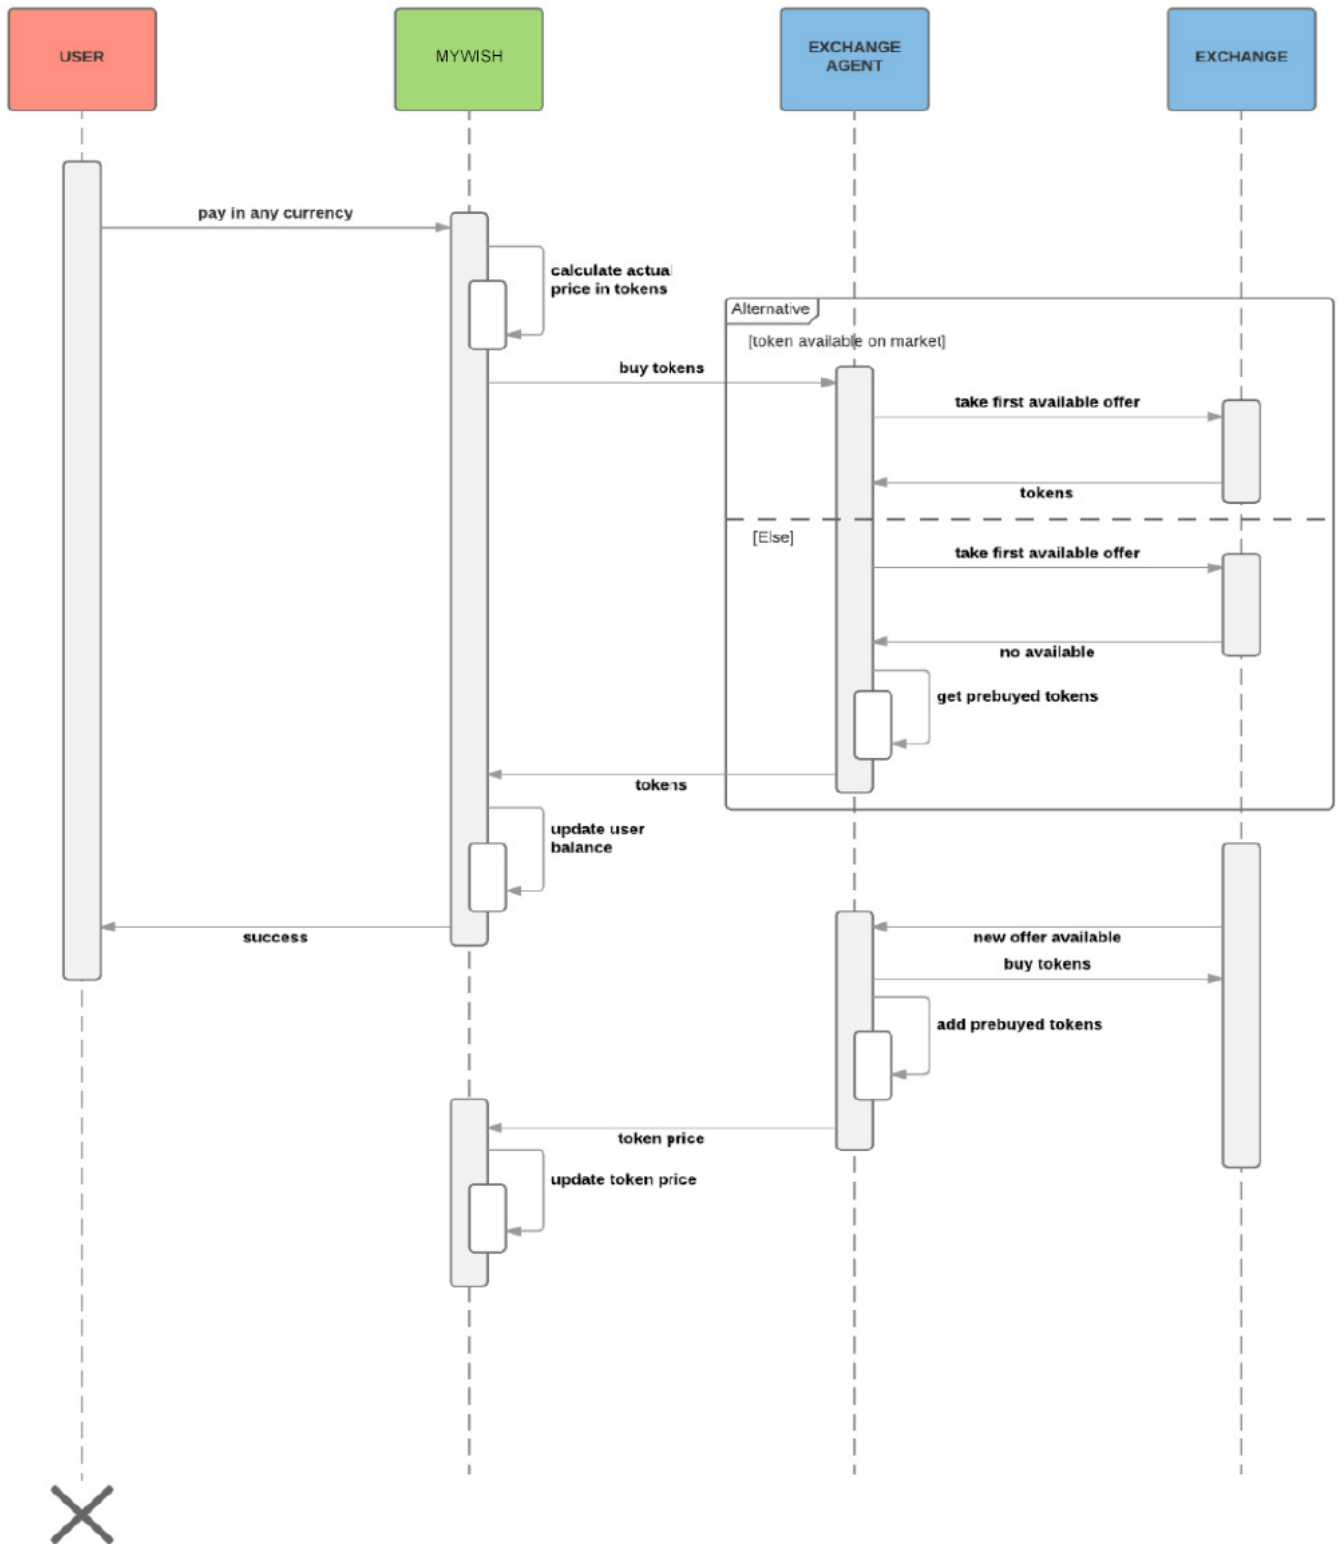 USER
MYWISH
EXCHANGE
AGENT
EXCHANGE
pay in any currency
calculate actual
price in tokens
Alternative
[token available on market]
buy tokens
take first available offer
tokens
[Else]
take first available offer
no available
get prebuyed tokens
tokens
update user
balance
success
new offer available
buy tokens
add prebuyed tokens
token price
update token price